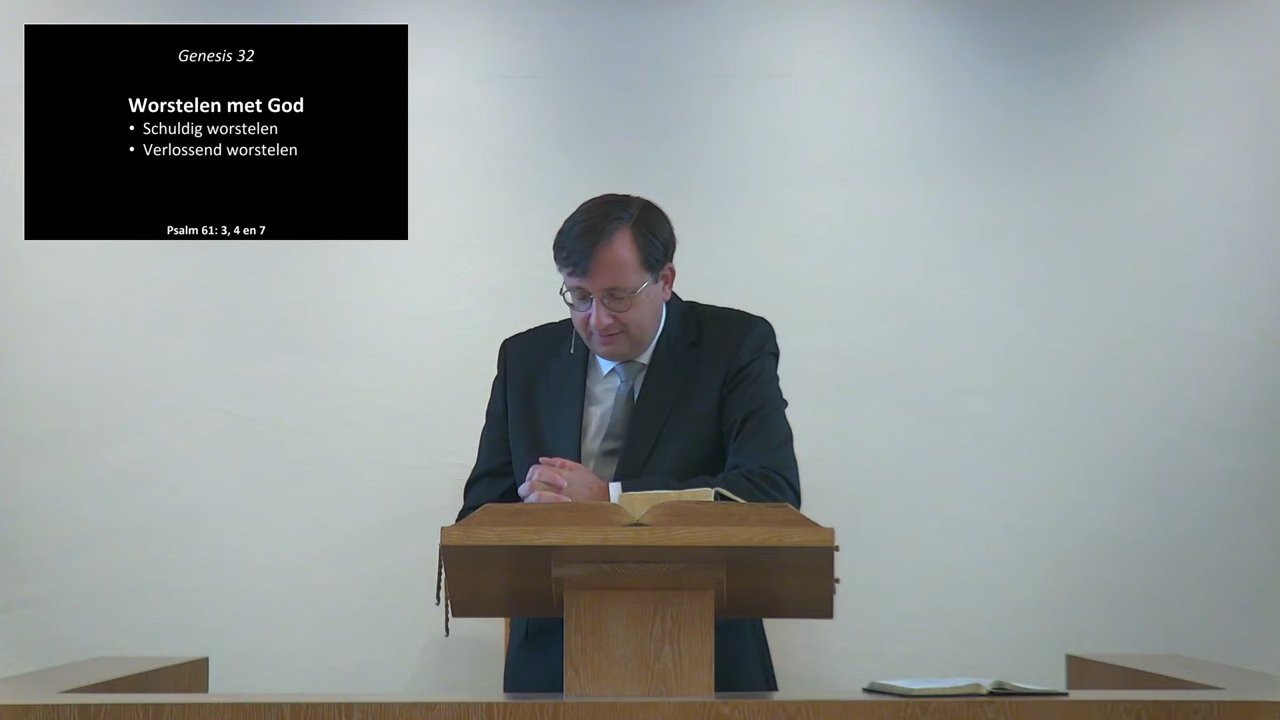 Genesis 32
Worstelen met God
• Schuldig worstelen
• Verlossend worstelen
Psalm 61: 3, 4 en 7